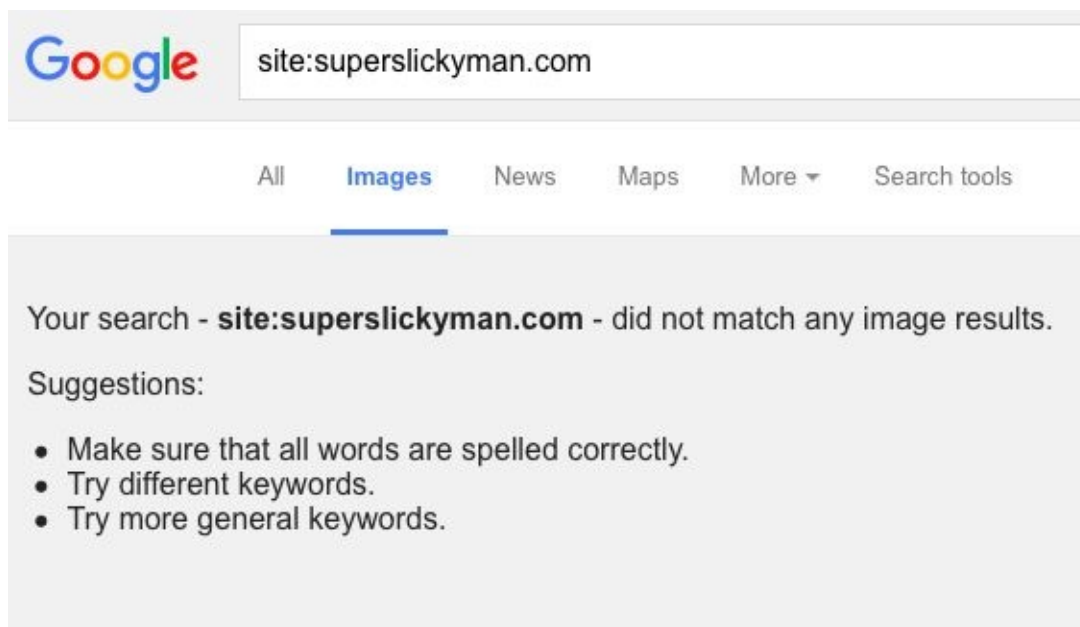 Google
site:superslickyman.com
All Images News Maps More Search tools
Your search - site:superslickyman.com - did not match any image results.
Suggestions:
• Make sure that all words are spelled correctly.
• Try different keywords.
• Try more general keywords.